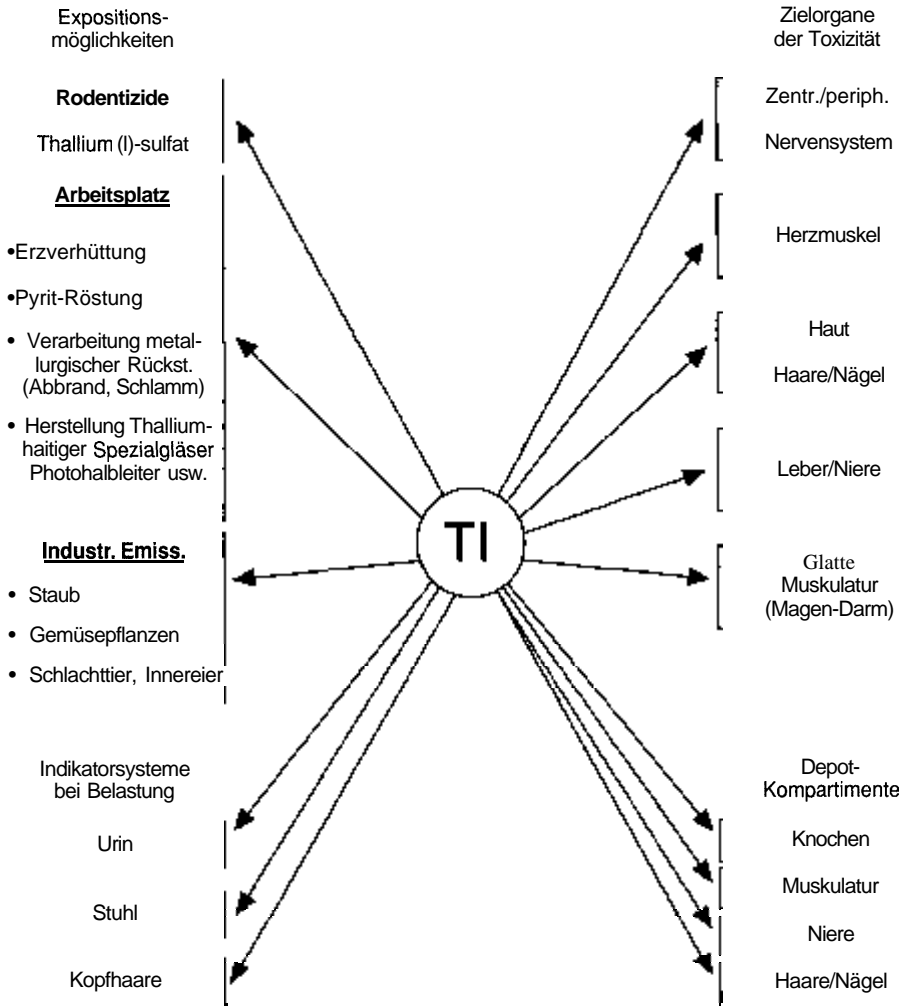 Expositions-
möglichkeiten
Rodentizide
Thallium (I)-sulfat
Arbeitsplatz
•Erzverhüttung
•Pyrit-Röstung
• Verarbeitung metal-
lurgischer Rückst.
(Abbrand, Schlamm)
• Herstellung Thallium-
haitiger Spezialgläser
Photohalbleiter usw.
Industr. Emiss.
• Staub
• Gemüsepflanzen
• Schlachttier, Innereier
Indikatorsysteme
bei Belastung
Urin
Stuhl
Kopfhaare
Tl
Zielorgane
der Toxizität
Zentr./periph.
Nervensystem
Herzmuskel
Haut
Haare/Nägel
Leber/Niere
Glatte
Muskulatur
(Magen-Darm)
Depot-
Kompartimente
Knochen
Muskulatur
Niere
Haare/Nägel